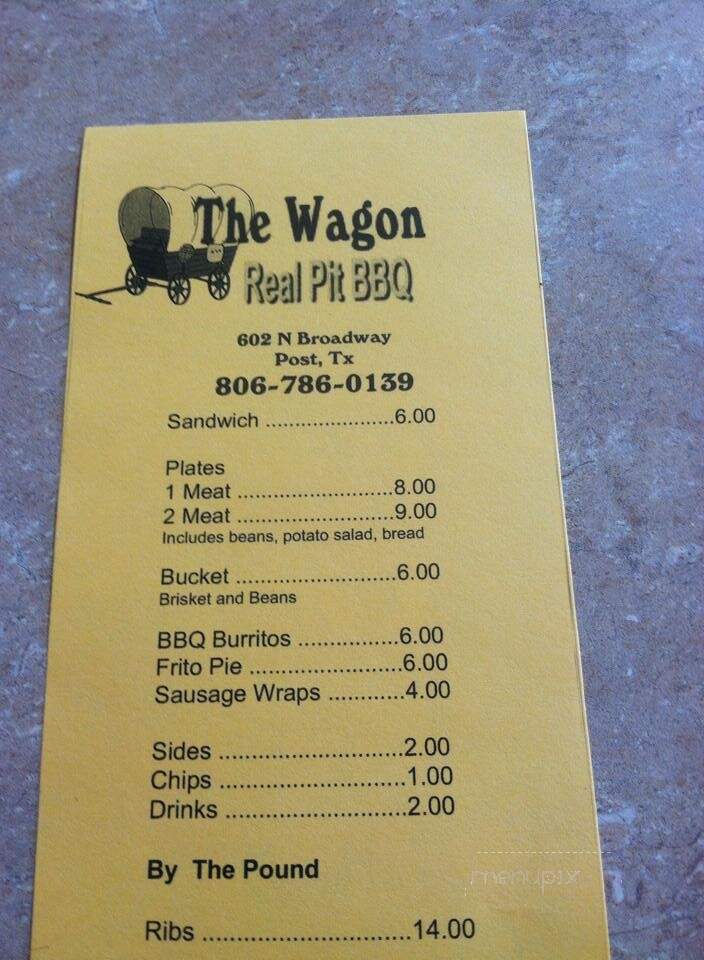 The Wagon
Real Pit BBQ
602 N Broadway
Post, Tx
806-786-0139
Sandwich ......................6.00
Plates
1 Meat ...........................8.00
2 Meat ...........................9.00
Includes beans, potato salad, bread
Bucket ...........................6.00
Brisket and Beans
BBQ Burritos .................6.00
Frito Pie ..........................6.00
Sausage Wraps ............4.00
Sides ..............................2.00
Chips ..............................1.00
Drinks .............................2.00
By The Pound
Ribs .................................14.00
menupix